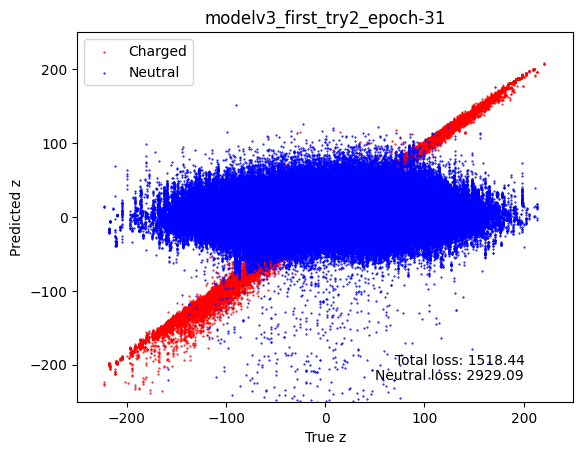 modelv3_first_try2_epoch-31
Charged
Neutral
Predicted z
200
100
0
−100
−200
Total loss: 1518.44
Neutral loss: 2929.09
−200
−100
0
100
200
True z